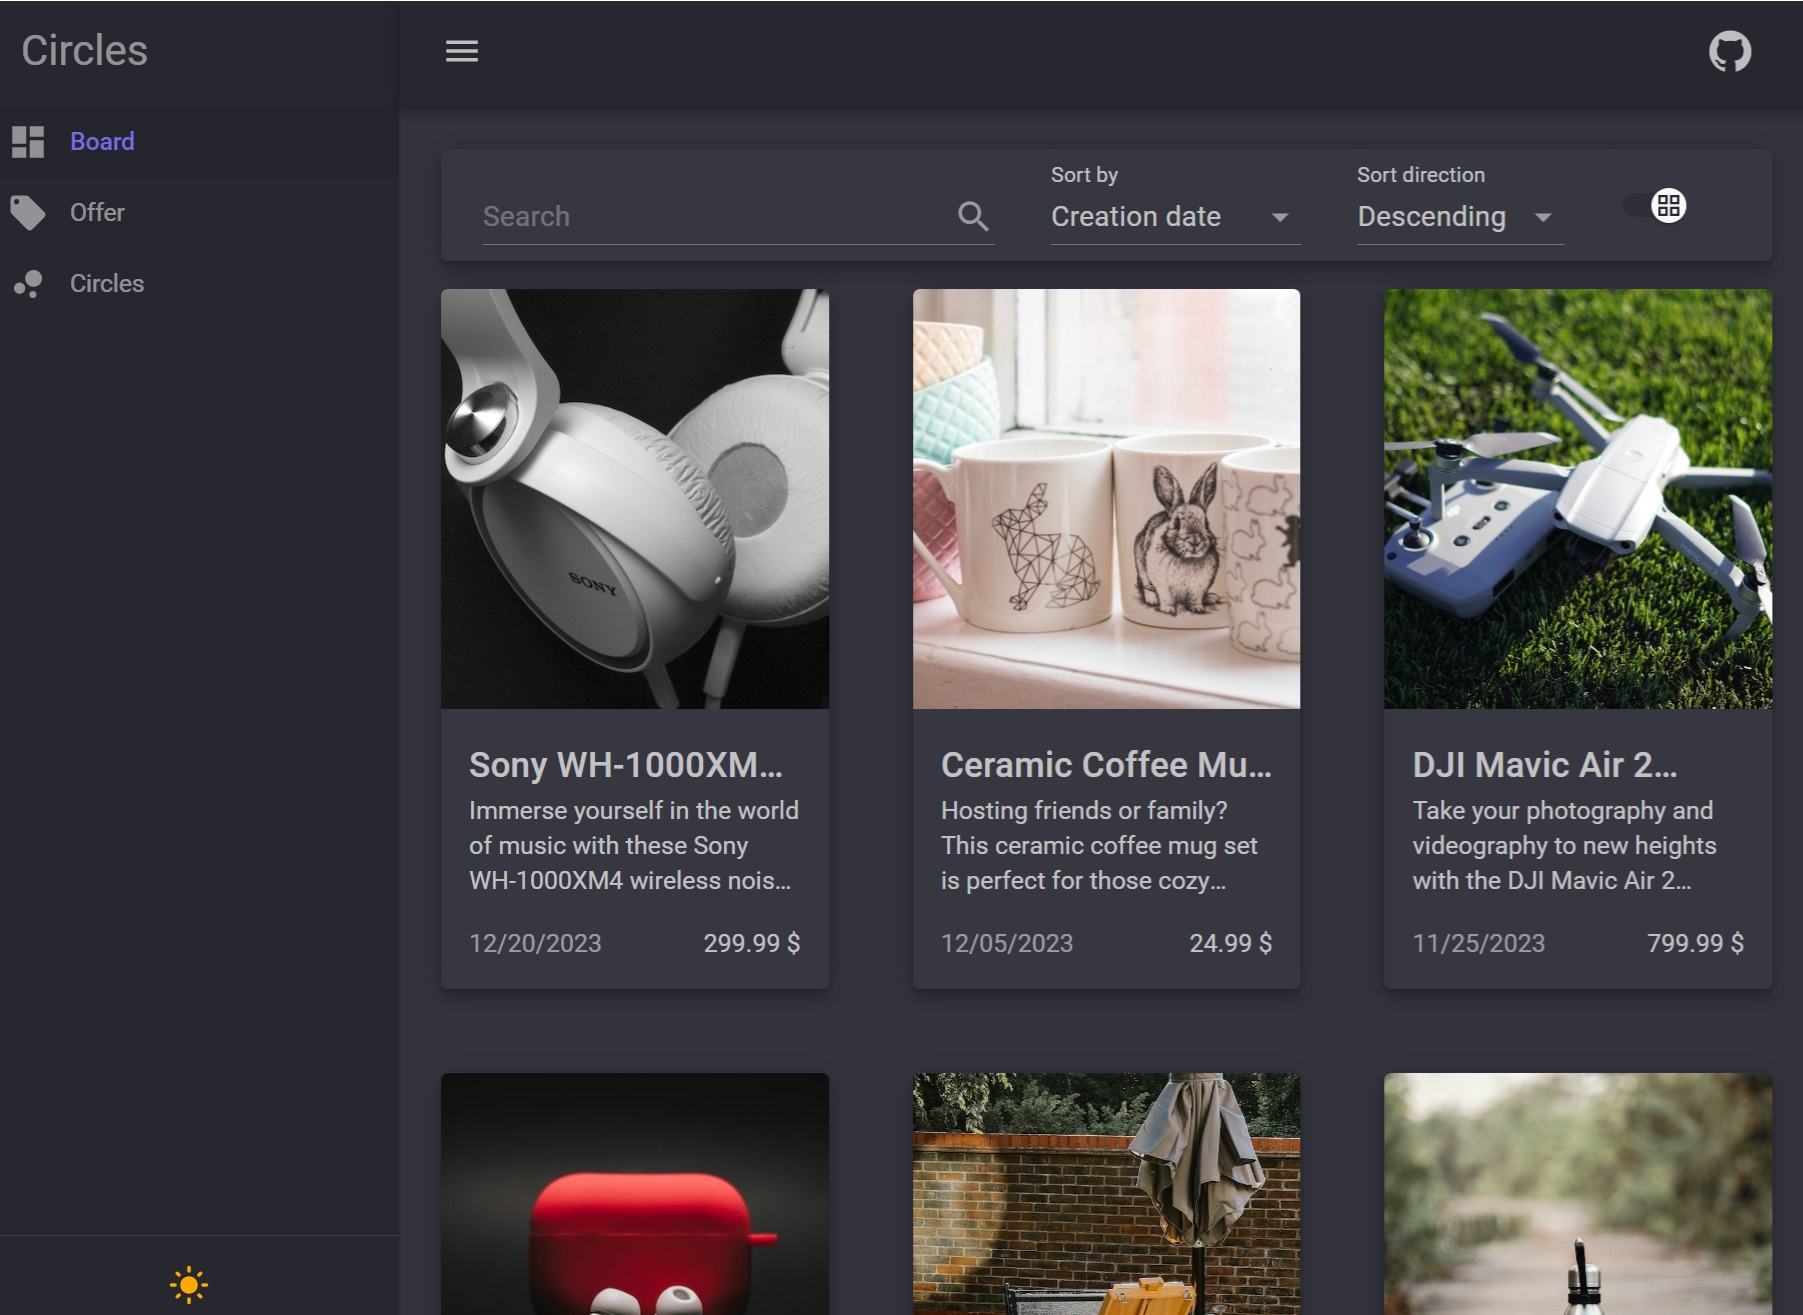 Circles
Board
Offer
Circles
Search
Sort by
Creation date
Sort direction
Descending
SONY
Sony WH-1000XM...
Immerse yourself in the world
of music with these Sony
WH-1000XM4 wireless nois...
12/20/2023
299.99 $
Ceramic Coffee Mu...
Hosting friends or family?
This ceramic coffee mug set
is perfect for those cozy...
12/05/2023
24.99 $
DJI Mavic Air 2...
Take your photography and
videography to new heights
with the DJI Mavic Air 2...
11/25/2023
799.99 $